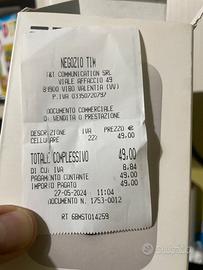 NEGOZIO TIM
T&T COMMUNICATION SRL
VIALE AFFACCIO 49
89900 VIBO VALENTIA (VV)
P.IVA 03350720797
DOCUMENTO COMMERCIALE
DI VENDITA O PRESTAZIONE
DESCRIZIONE IVA PREZZO €
CELLULARE 22% 49.00
TOTALE COMPLESSIVO 49.00
DI CUI IVA 8.84
PAGAMENTO CONTANTE 49.00
IMPORTO PAGATO 49.00
27-05-2024 11:04
DOCUMENTO N. 1753-0012
RT 6BMST014259
Subito